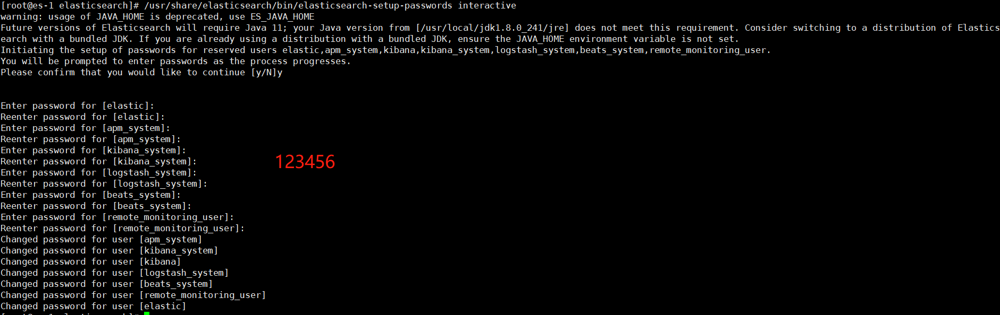 [root@es-1 elasticsearch]# /usr/share/elasticsearch/bin/elasticsearch-setup-passwords interactive
warning: usage of JAVA_HOME is deprecated, use ES_JAVA_HOME
Future versions of Elasticsearch will require Java 11; your Java version from [/usr/local/jdk1.8.0_241/jre] does not meet this requirement. Consider switching to a distribution of Elastics
earch with a bundled JDK. If you are already using a distribution with a bundled JDK, ensure the JAVA_HOME environment variable is not set.
Initiating the setup of passwords for reserved users elastic,apm_system,kibana,kibana_system,logstash_system,beats_system,remote_monitoring_user.
You will be prompted to enter passwords as the process progresses.
Please confirm that you would like to continue [y/N]y
Enter password for [elastic]:
Reenter password for [elastic]:
Enter password for [apm_system]:
Reenter password for [apm_system]:
Enter password for [kibana_system]:
Reenter password for [kibana_system]:
123456
Enter password for [logstash_system]:
Reenter password for [logstash_system]:
Enter password for [beats_system]:
Reenter password for [beats_system]:
Enter password for [remote_monitoring_user]:
Reenter password for [remote_monitoring_user]:
Changed password for user [apm_system]
Changed password for user [kibana_system]
Changed password for user [kibana]
Changed password for user [logstash_system]
Changed password for user [beats_system]
Changed password for user [remote_monitoring_user]
Changed password for user [elastic]